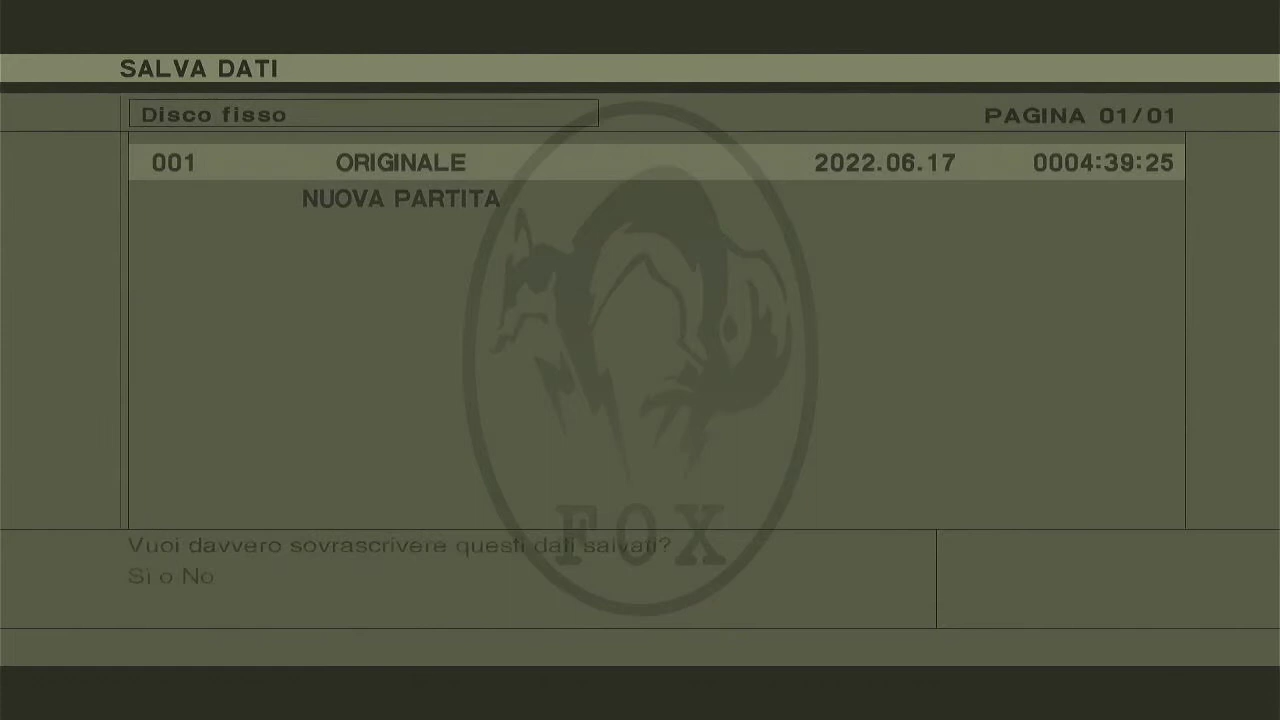 SALVA DATI
Disco fisso
PAGINA 01/01
001 ORIGINALE 2022.06.17 0004:39:25
NUOVA PARTITA
Vuoi davvero sovrascrivere questi dati salvati?
Sì o No
FOX